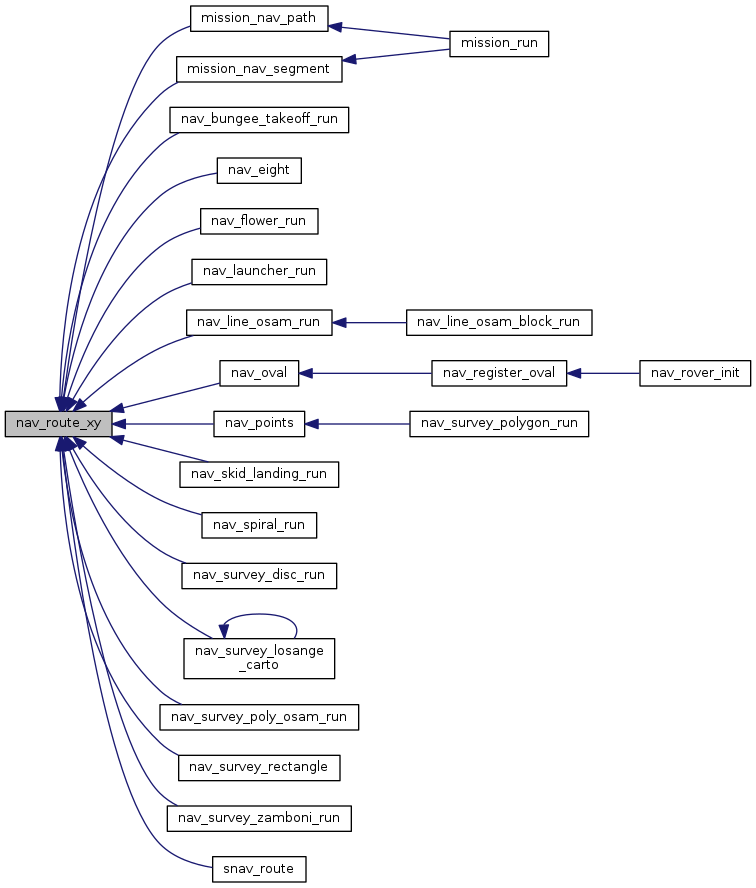 mission_nav_path
mission_run
mission_nav_segment
nav_bungee_takeoff_run
nav_eight
nav_flower_run
nav_launcher_run
nav_line_osam_run
nav_line_osam_block_run
nav_oval
nav_register_oval
nav_rover_init
nav_route_xy
nav_points
nav_survey_polygon_run
nav_skid_landing_run
nav_spiral_run
nav_survey_disc_run
nav_survey_losange
_carto
nav_survey_poly_osam_run
nav_survey_rectangle
nav_survey_zamboni_run
snav_route